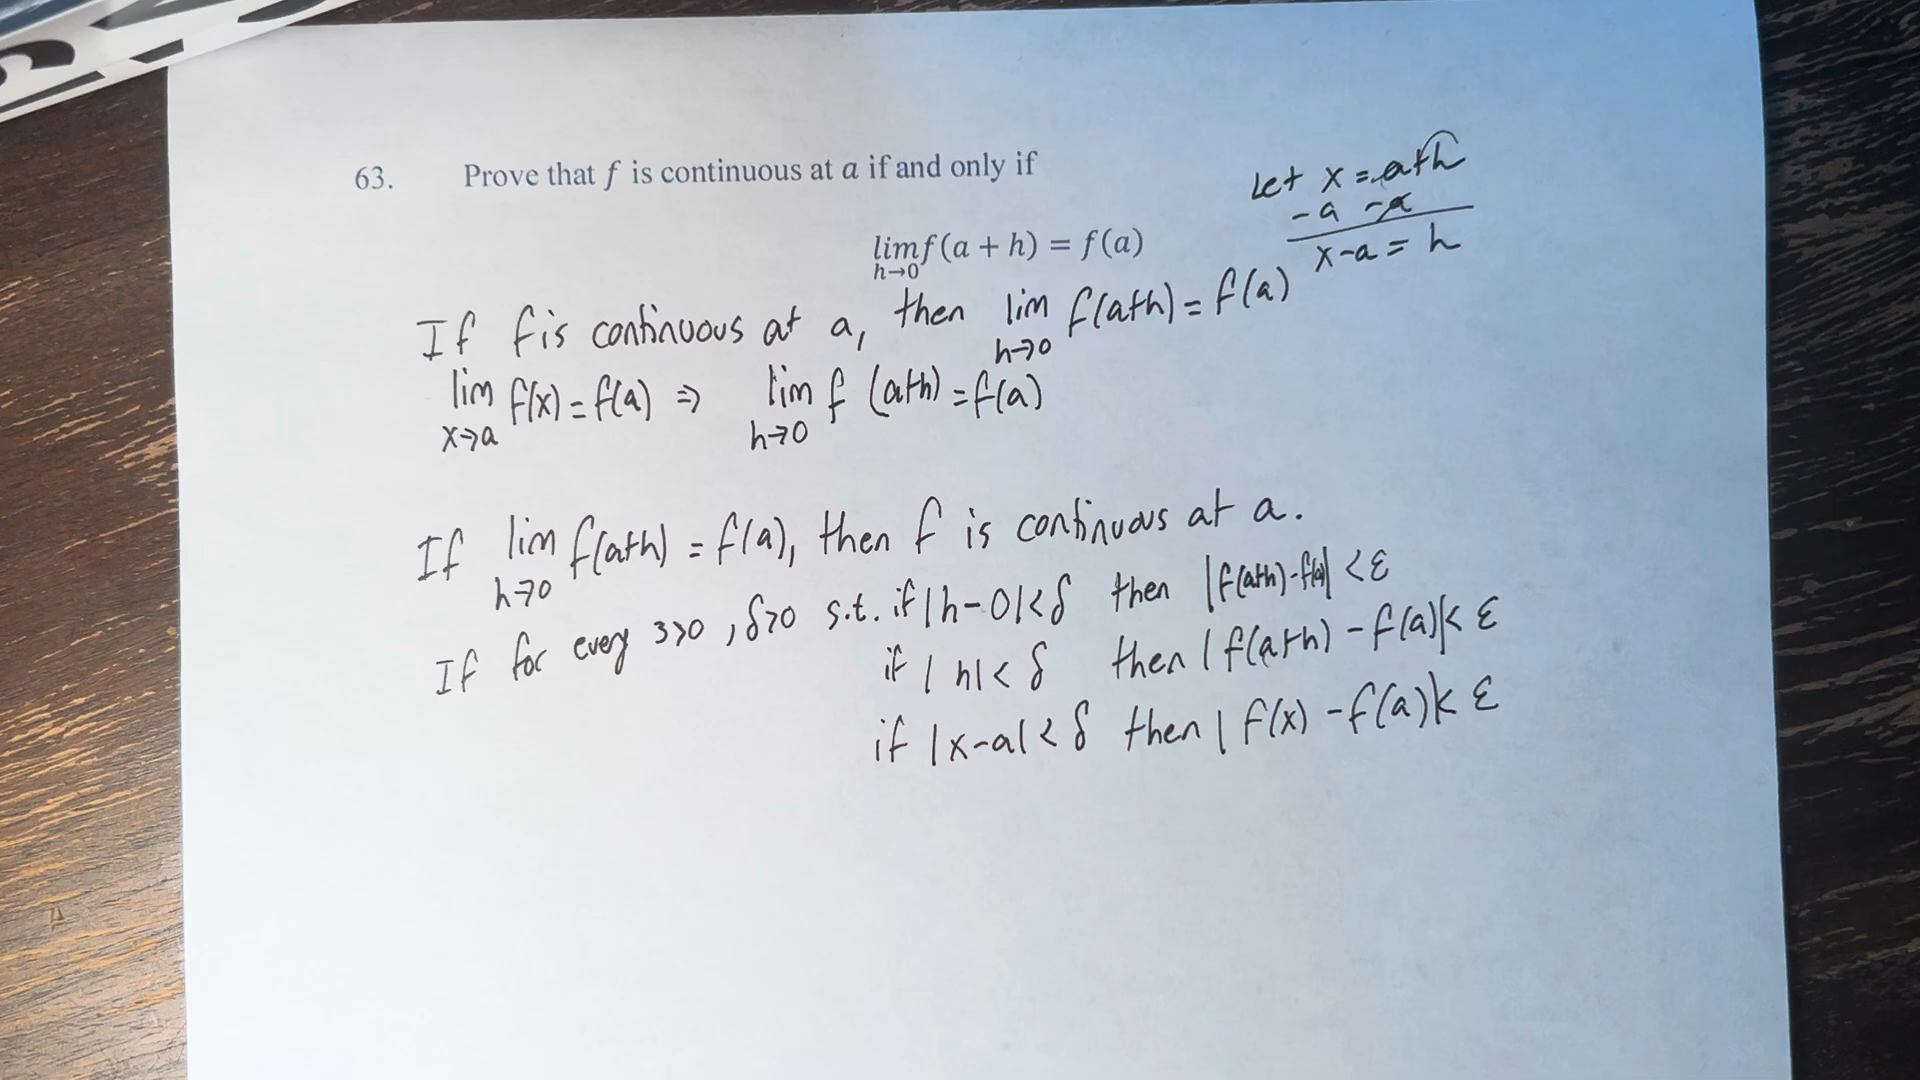 63. Prove that f is continuous at a if and only if
lim f(a + h) = f(a)
h→0
Let x = a+h
-a -a
x-a = h
If f is continuous at a, then lim f(a+h) = f(a)
h→0
lim f(x) = f(a) ⇒ lim f (a+h) = f(a)
x→a h→0
If lim f(a+h) = f(a), then f is continuous at a.
h→0
If for every ε>0, δ>0 s.t. if |h-0|<δ then |f(a+h)-f(a)| <ε
if |h|< δ then |f(a+h) - f(a)|< ε
if |x-a| < δ then | f(x) - f(a)|< ε